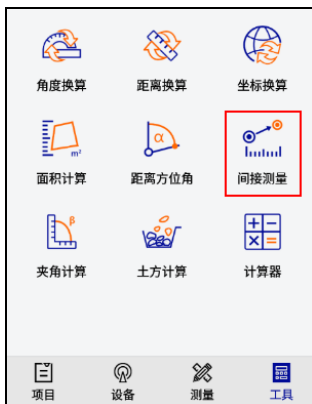 角度换算 距离换算 坐标换算
m² α
面积计算 距离方位角 间接测量
β
夹角计算 土方计算 计算器
项目 设备 测量 工具